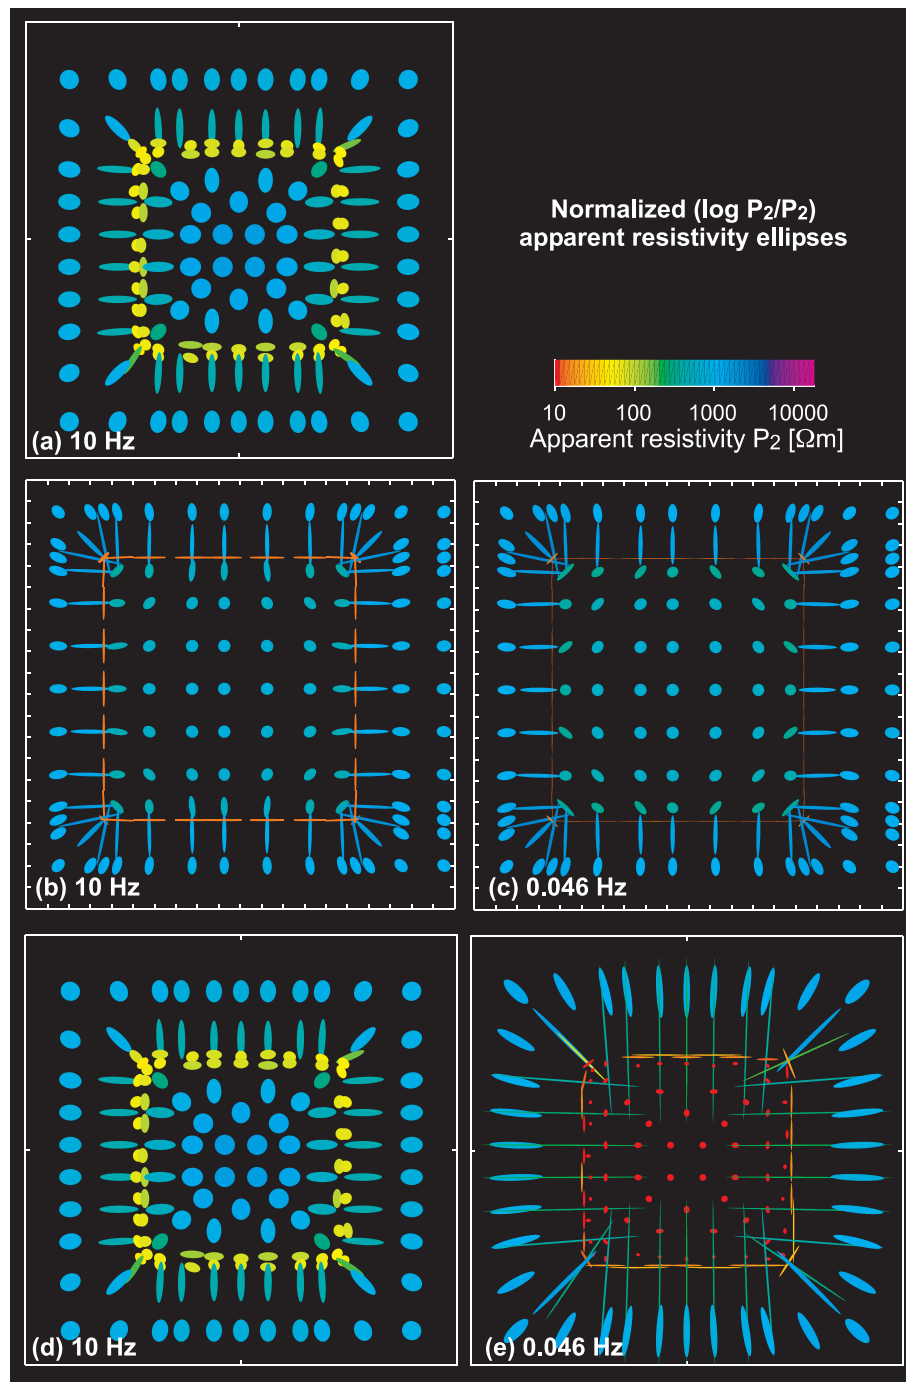 Normalized (log P2/P2)
apparent resistivity ellipses
10 100 1000 10000
Apparent resistivity P2 [Ωm]
(a) 10 Hz
(b) 10 Hz
(c) 0.046 Hz
(d) 10 Hz
(e) 0.046 Hz